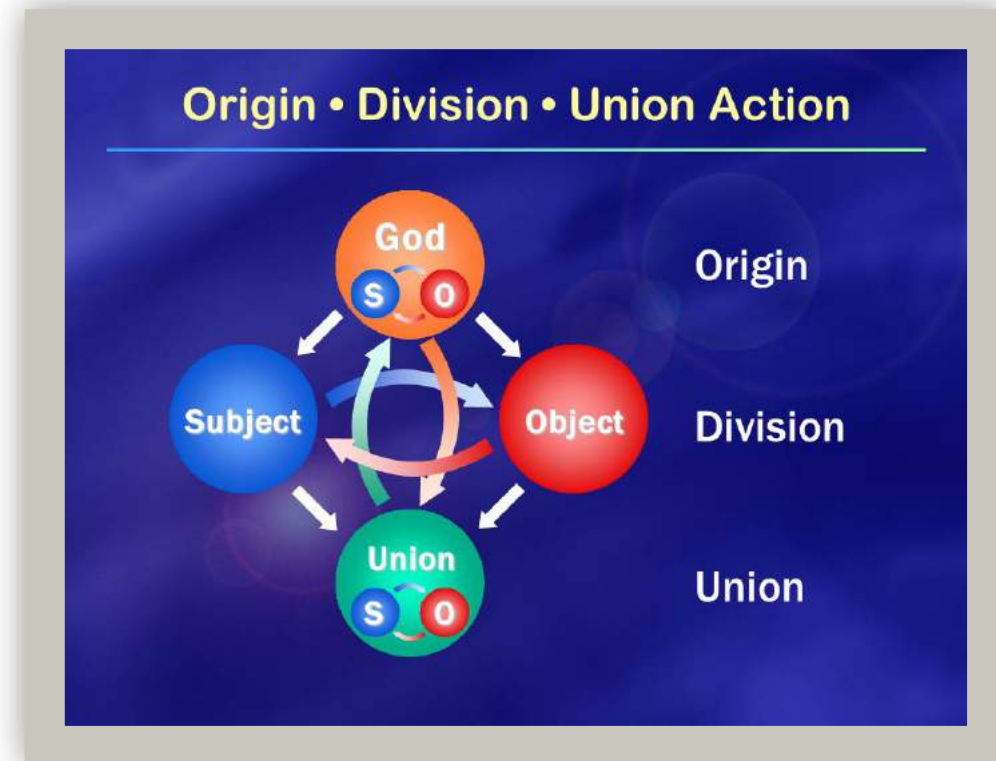 Origin • Division • Union Action
God
S O
Origin
Subject
Object
Division
Union
S O
Union